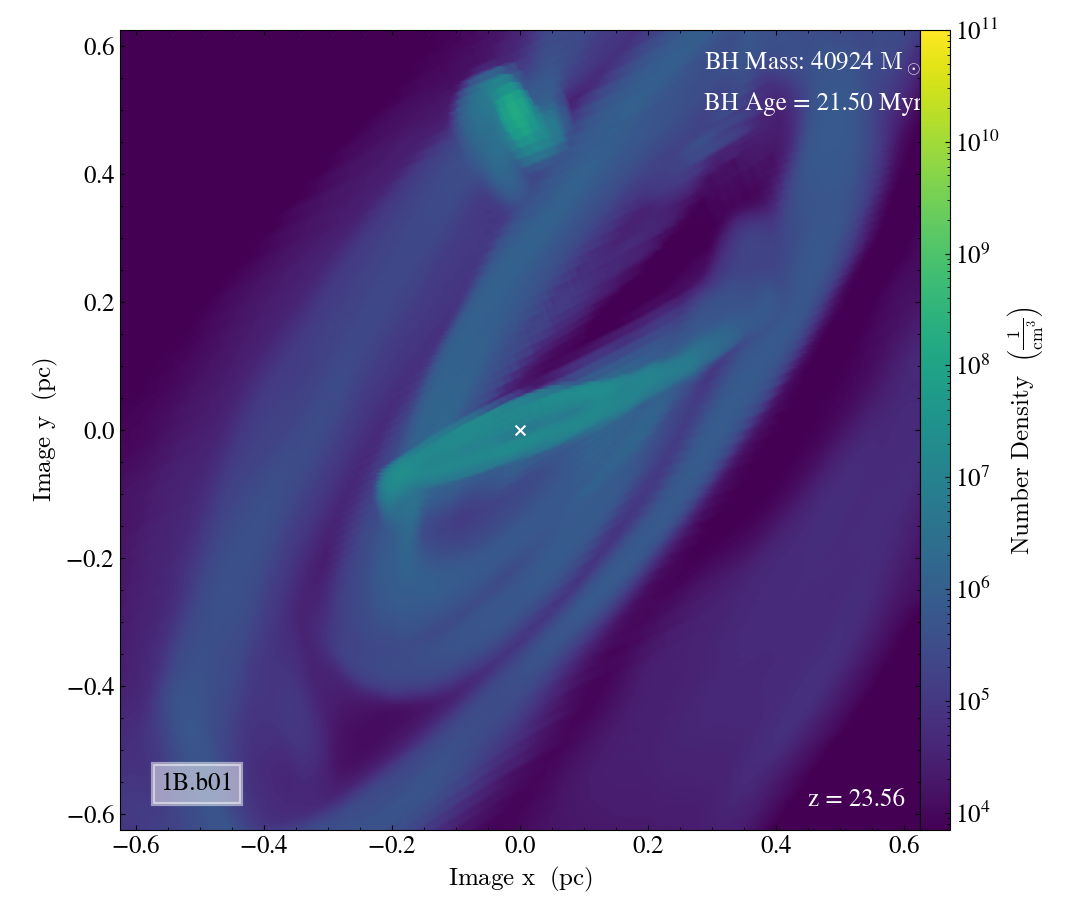 BH Mass: 40924 M⊙
BH Age = 21.50 Myr
1B.b01
z = 23.56
0.6
0.4
0.2
0.0
−0.2
−0.4
−0.6
Image y (pc)
−0.6 −0.4 −0.2 0.0 0.2 0.4 0.6
Image x (pc)
10¹¹
10¹⁰
10⁹
10⁸
10⁷
10⁶
10⁵
10⁴
Number Density (1/cm³)